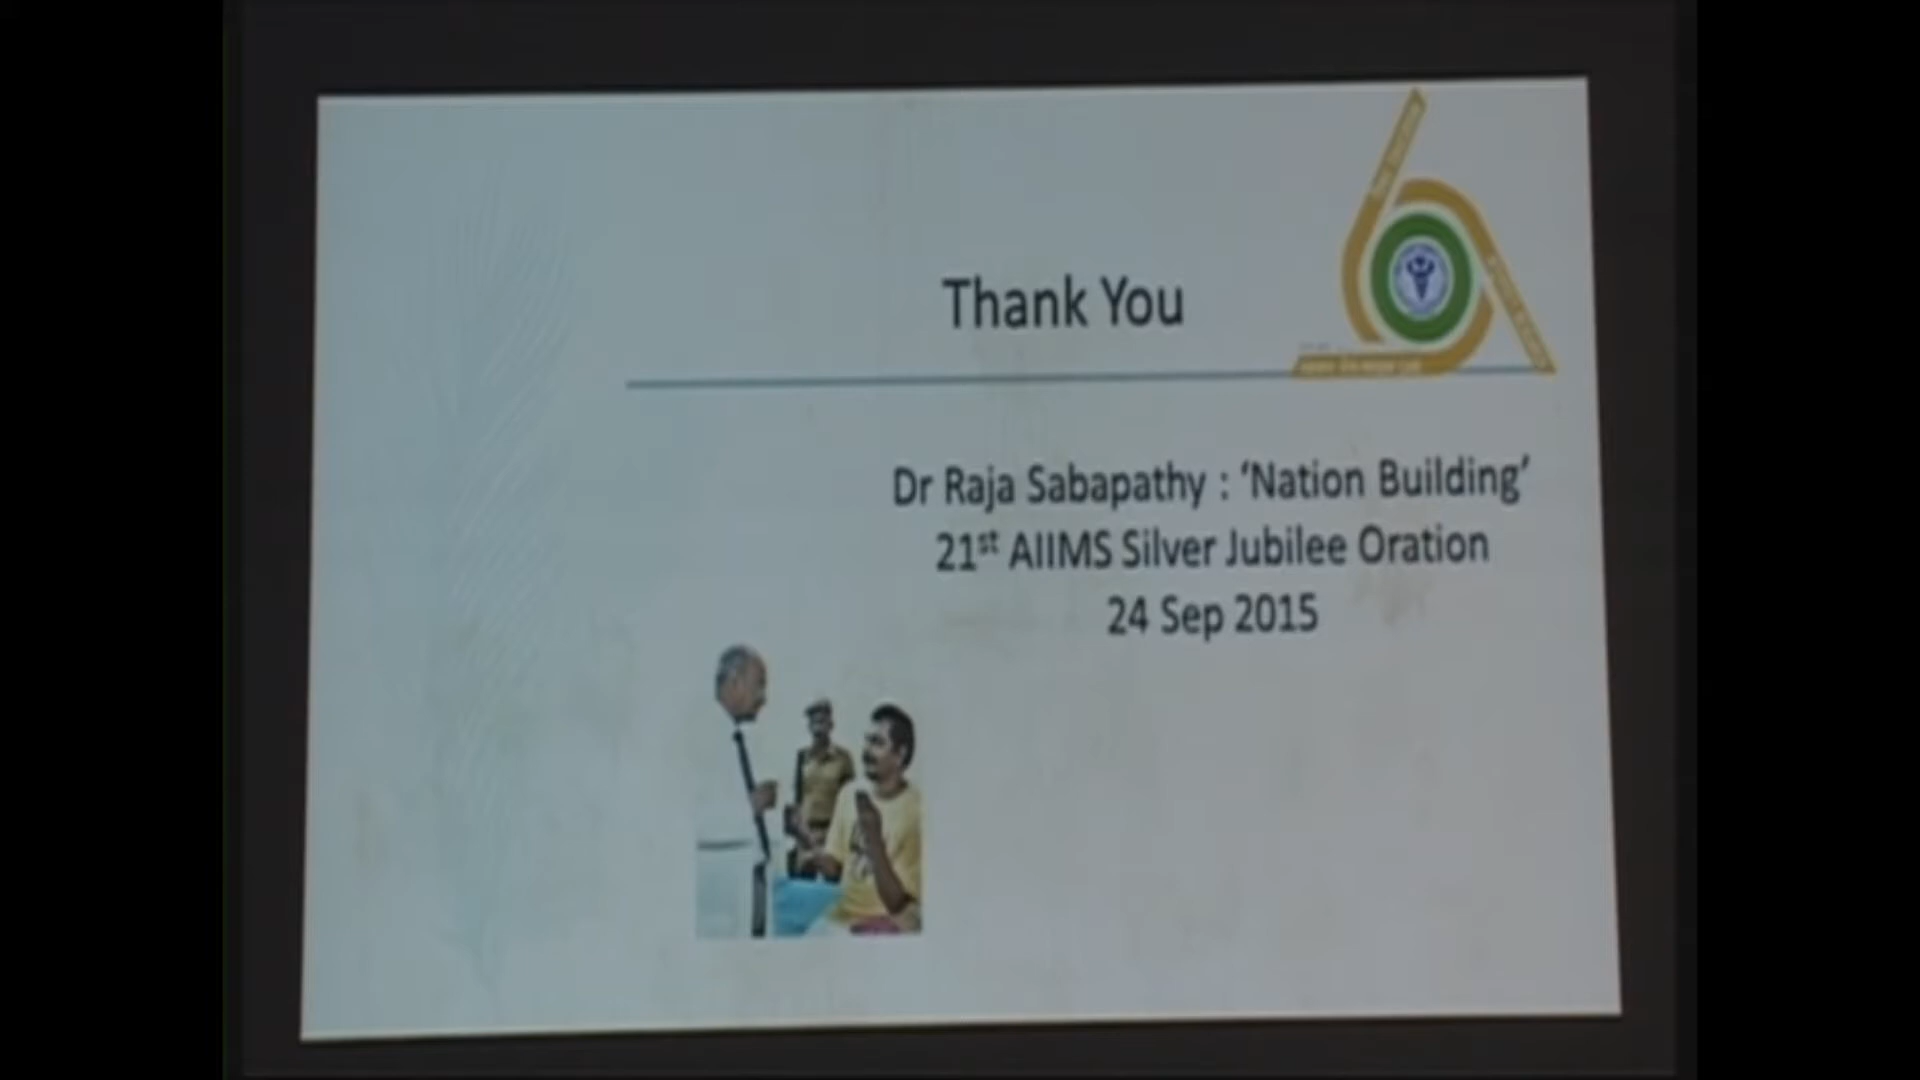 Thank You
Dr Raja Sabapathy : ‘Nation Building’
21st AIIMS Silver Jubilee Oration
24 Sep 2015